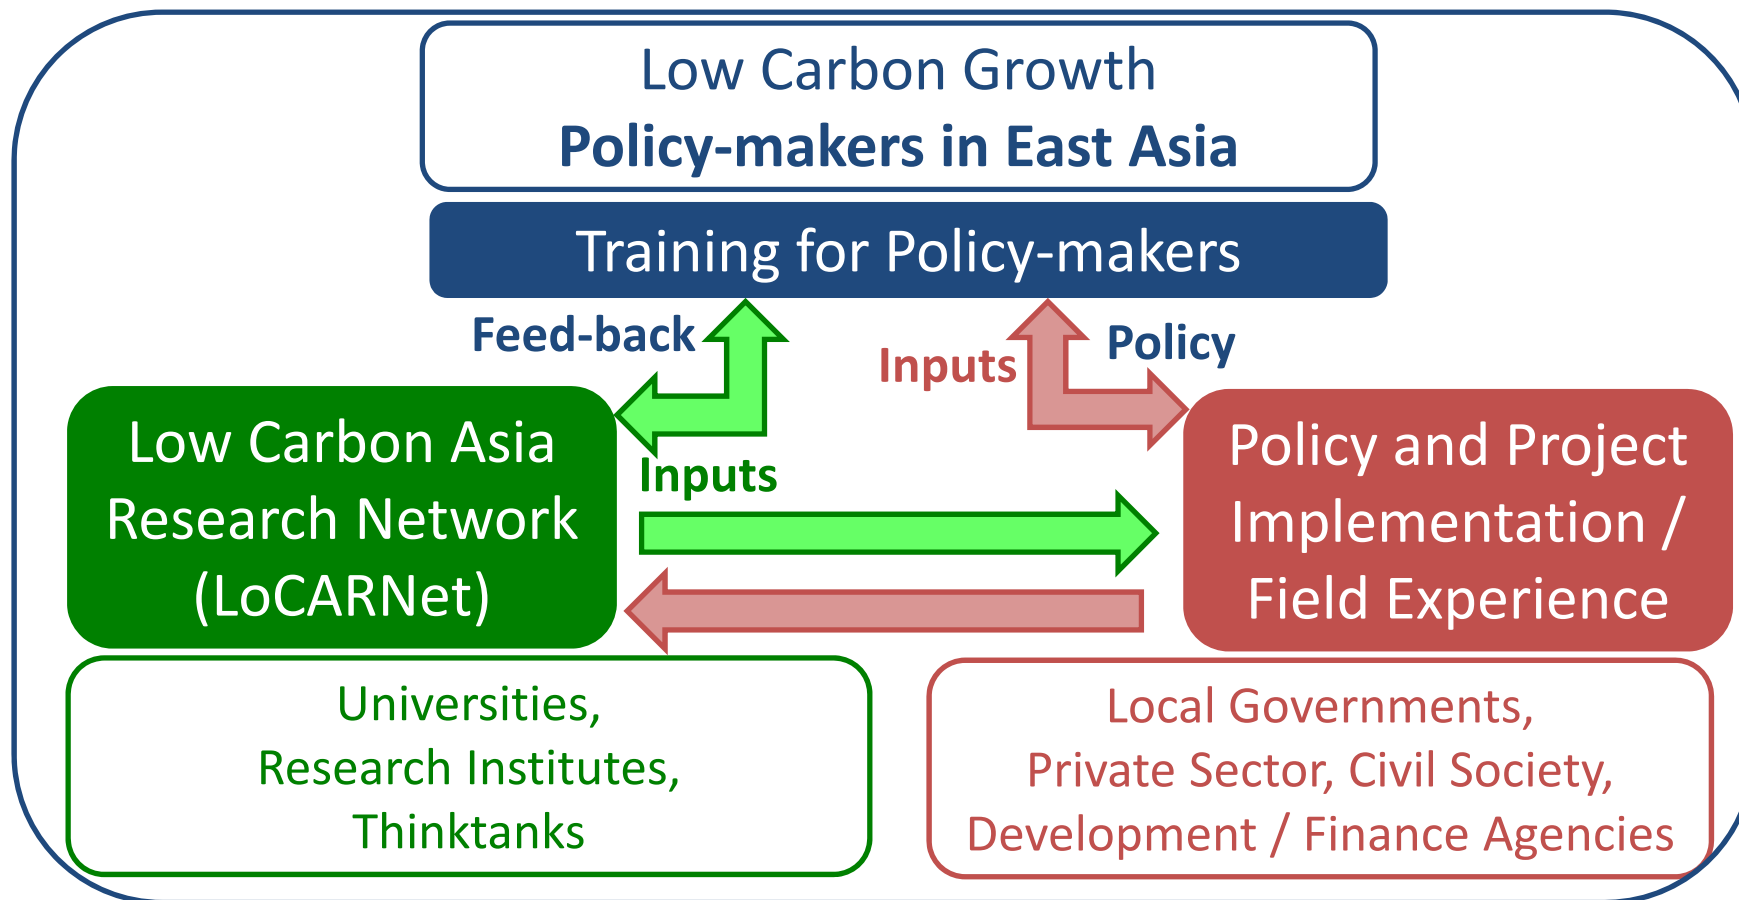 Low Carbon Growth
Policy-makers in East Asia
Training for Policy-makers
Feed-back
Inputs
Policy
Low Carbon Asia
Research Network
(LoCARNet)
Inputs
Policy and Project
Implementation /
Field Experience
Universities,
Research Institutes,
Thinktanks
Local Governments,
Private Sector, Civil Society,
Development / Finance Agencies